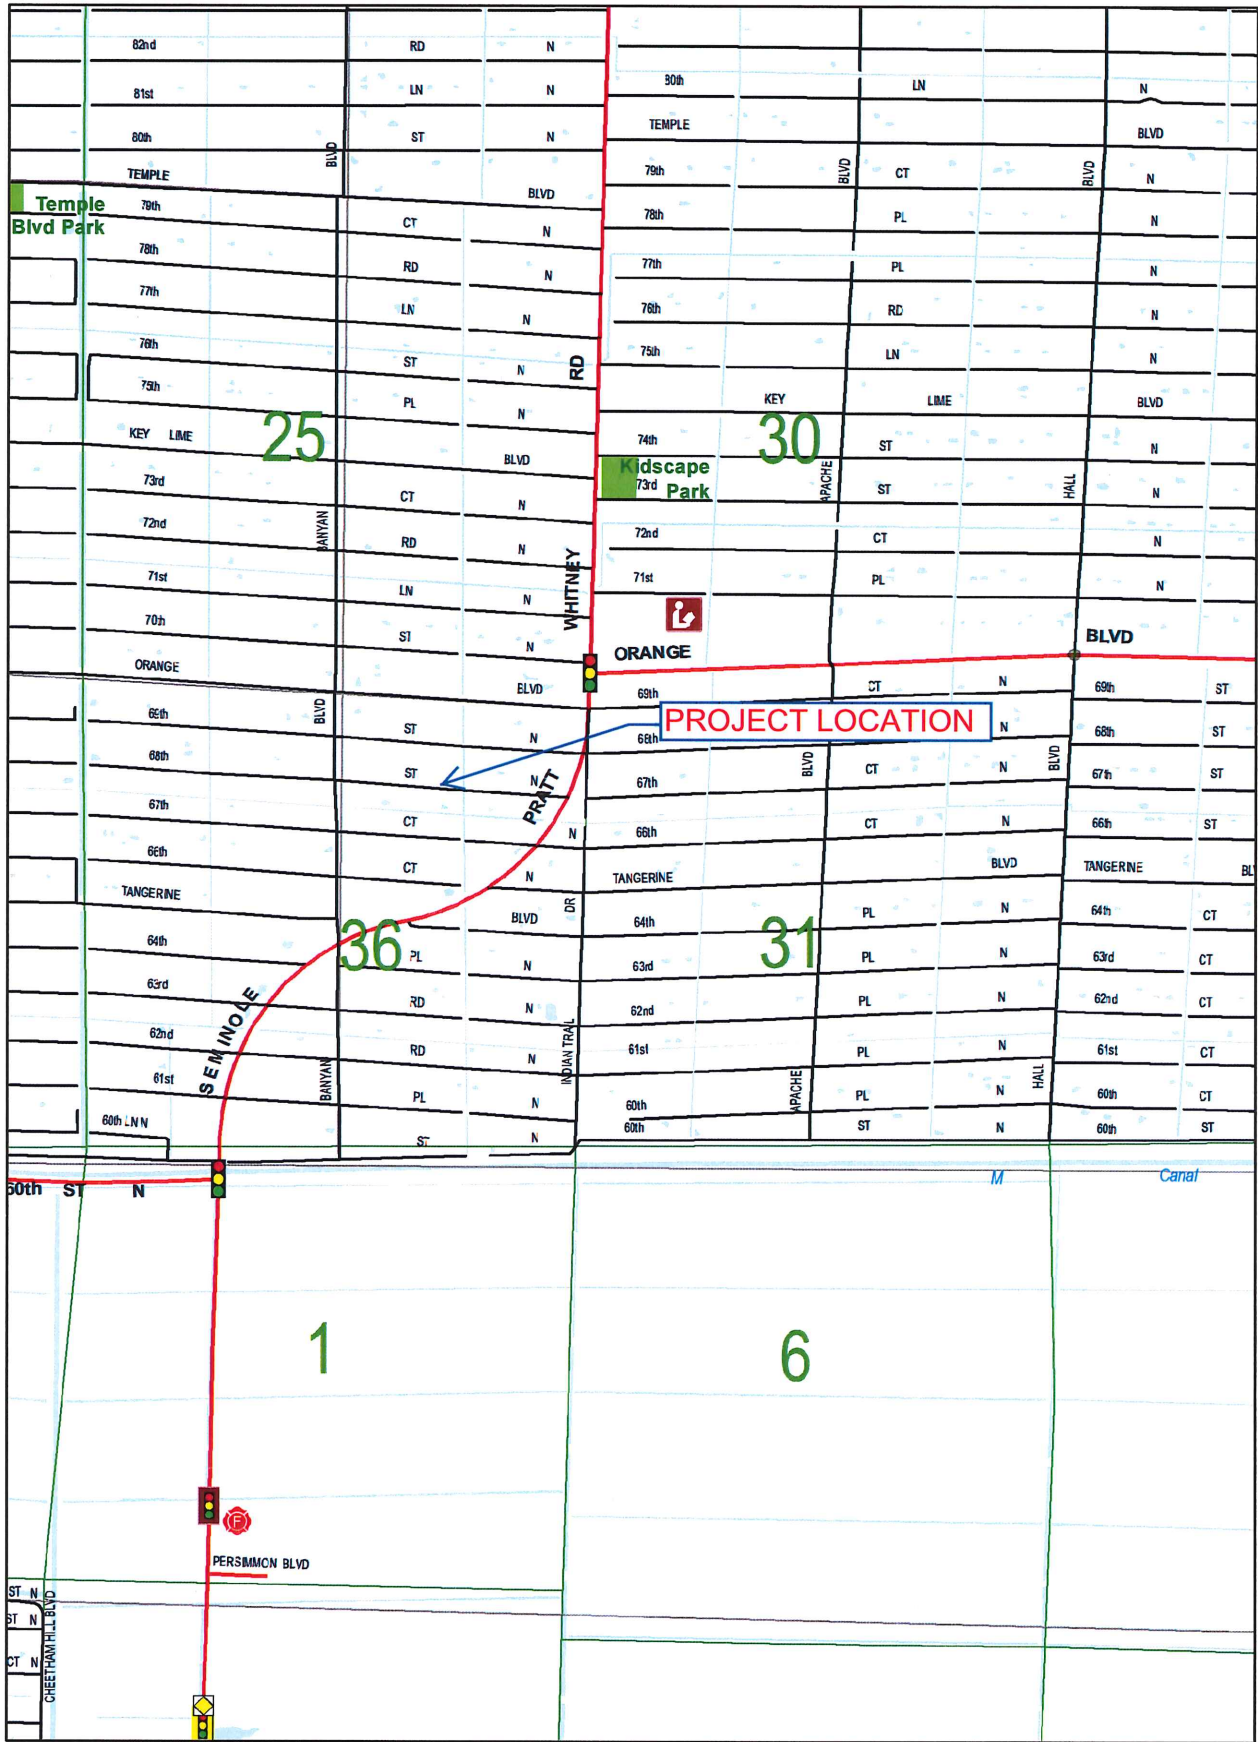 82nd RD N
81st LN N
80th ST N
TEMPLE BLVD
BLVD
Temple
Blvd Park
79th CT N
78th RD N
77th LN N
76th ST N
75th PL N
KEY LIME BLVD
25
73rd CT N
72nd RD N
BANYAN
71st LN N
70th ST N
ORANGE BLVD
BLVD
69th ST N
68th ST N
67th CT N
66th CT N
TANGERINE BLVD
36
64th PL N
63rd RD N
62nd RD N
61st PL N
BANYAN
60th LN N
ST N
SEMINOLE
PRATT
WHITNEY
RD
80th LN N
TEMPLE BLVD
79th CT N
BLVD
BLVD
78th PL N
77th PL N
76th RD N
75th LN N
KEY LIME BLVD
30
74th ST N
Kidscape
Park
73rd ST N
APACHE
HALL
72nd CT N
71st PL N
ORANGE BLVD
69th CT N 69th ST
PROJECT LOCATION
68th N 68th ST
BLVD
BLVD
67th CT N 67th ST
66th CT N 66th ST
TANGERINE BLVD TANGERINE BL
DR
31
64th PL N 64th CT
63rd PL N 63rd CT
62nd PL N 62nd CT
INDIAN TRAIL
61st PL N 61st CT
APACHE
HALL
60th PL N 60th CT
60th ST N 60th ST
60th ST N
M Canal
1
6
F
PERSIMMON BLVD
ST N
ST N
CT N
CHEETHAM HILL BLVD